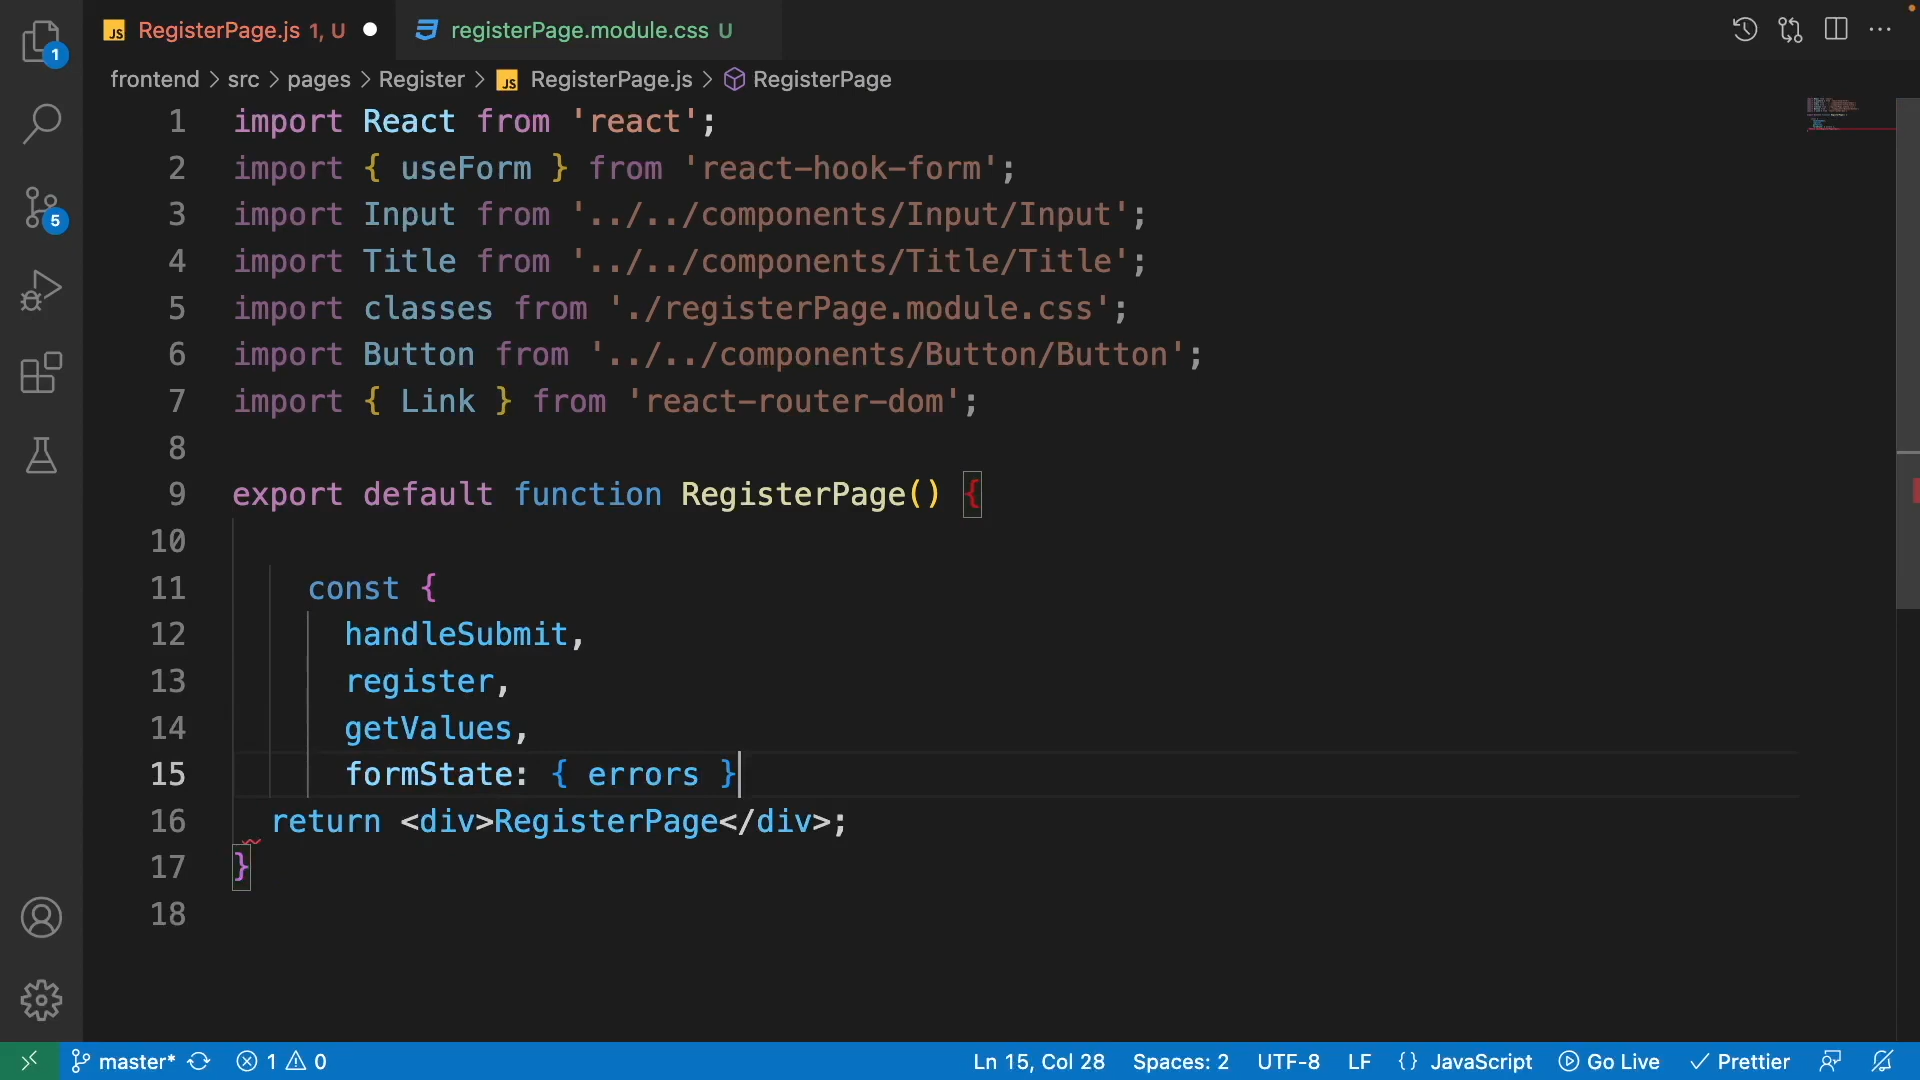 JS RegisterPage.js 1, U registerPage.module.css U
1
frontend > src > pages > Register > JS RegisterPage.js > RegisterPage
1 import React from 'react';
2 import { useForm } from 'react-hook-form';
3 import Input from '../../components/Input/Input';
5
4 import Title from '../../components/Title/Title';
5 import classes from './registerPage.module.css';
6 import Button from '../../components/Button/Button';
7 import { Link } from 'react-router-dom';
8
9 export default function RegisterPage() {
10
11 const {
12 handleSubmit,
13 register,
14 getValues,
15 formState: { errors }
16 return <div>RegisterPage</div>;
17 }
18
master* 1 0 Ln 15, Col 28 Spaces: 2 UTF-8 LF {} JavaScript Go Live Prettier